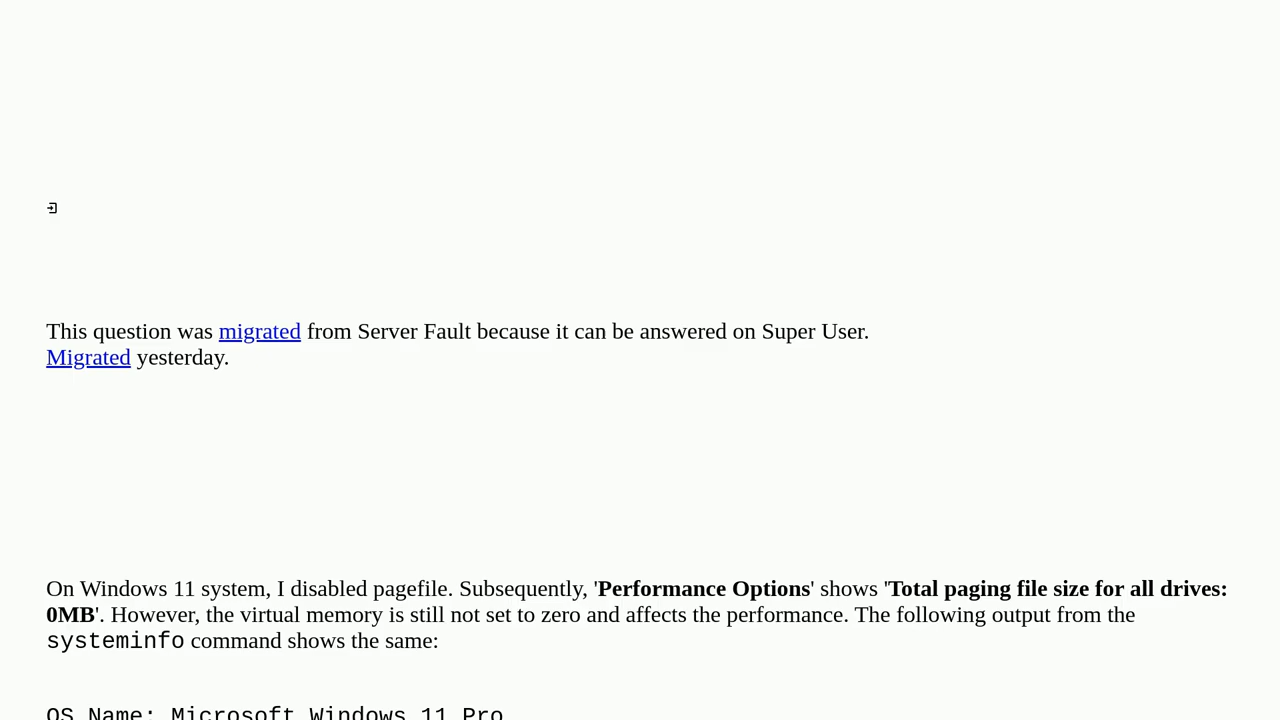 This question was migrated from Server Fault because it can be answered on Super User.
Migrated yesterday.
On Windows 11 system, I disabled pagefile. Subsequently, 'Performance Options' shows 'Total paging file size for all drives:
0MB'. However, the virtual memory is still not set to zero and affects the performance. The following output from the
systeminfo command shows the same:
OS Name: Microsoft Windows 11 Pro